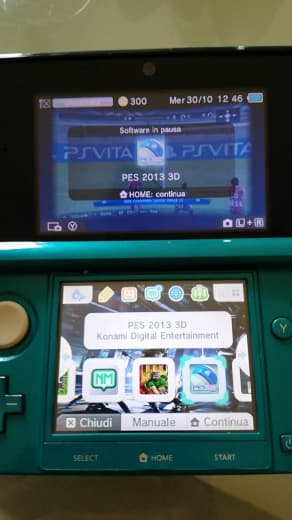 300 Mer 30/10 12 46
Software in pausa
PSVITA PSVITA
PES 2013 3D
HOME: continua
Y L + R
PES 2013 3D
Konami Digital Entertainment
NM
X Chiudi Manuale Continua
SELECT HOME START
Y